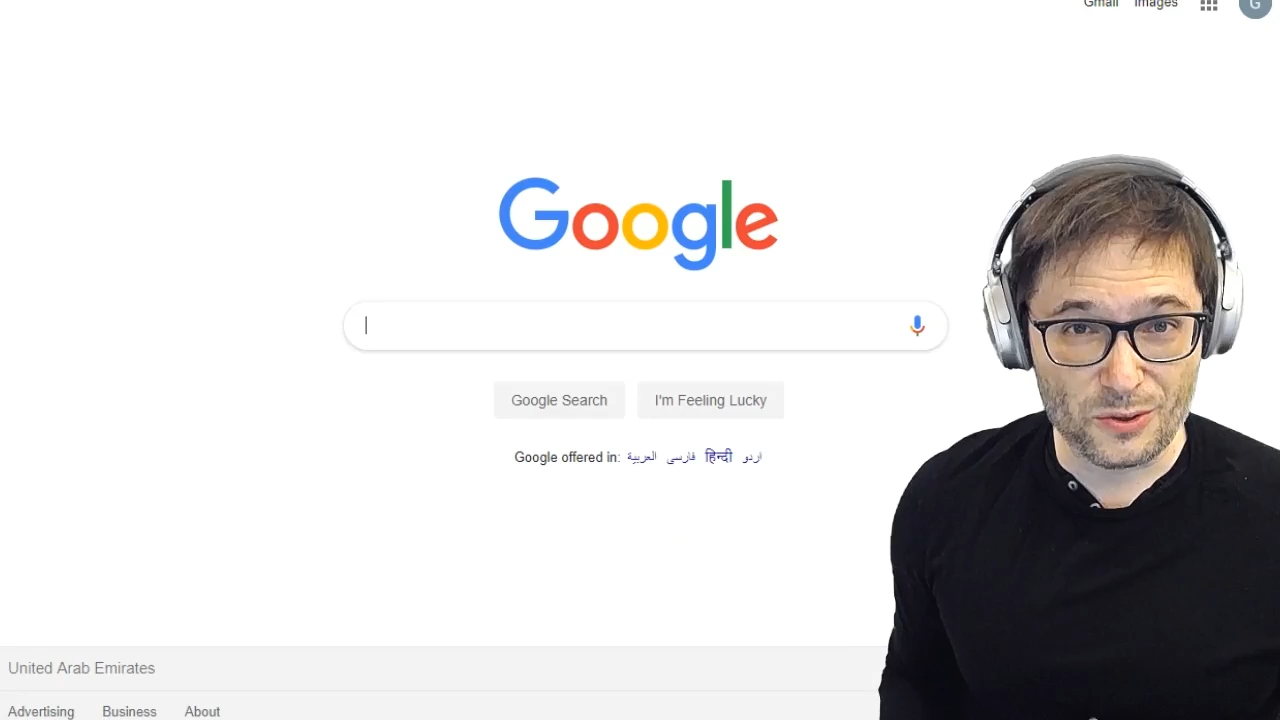 Gmail Images G
Google
Google Search I'm Feeling Lucky
Google offered in: العربية فارسی हिन्दी اردو
United Arab Emirates
Advertising Business About